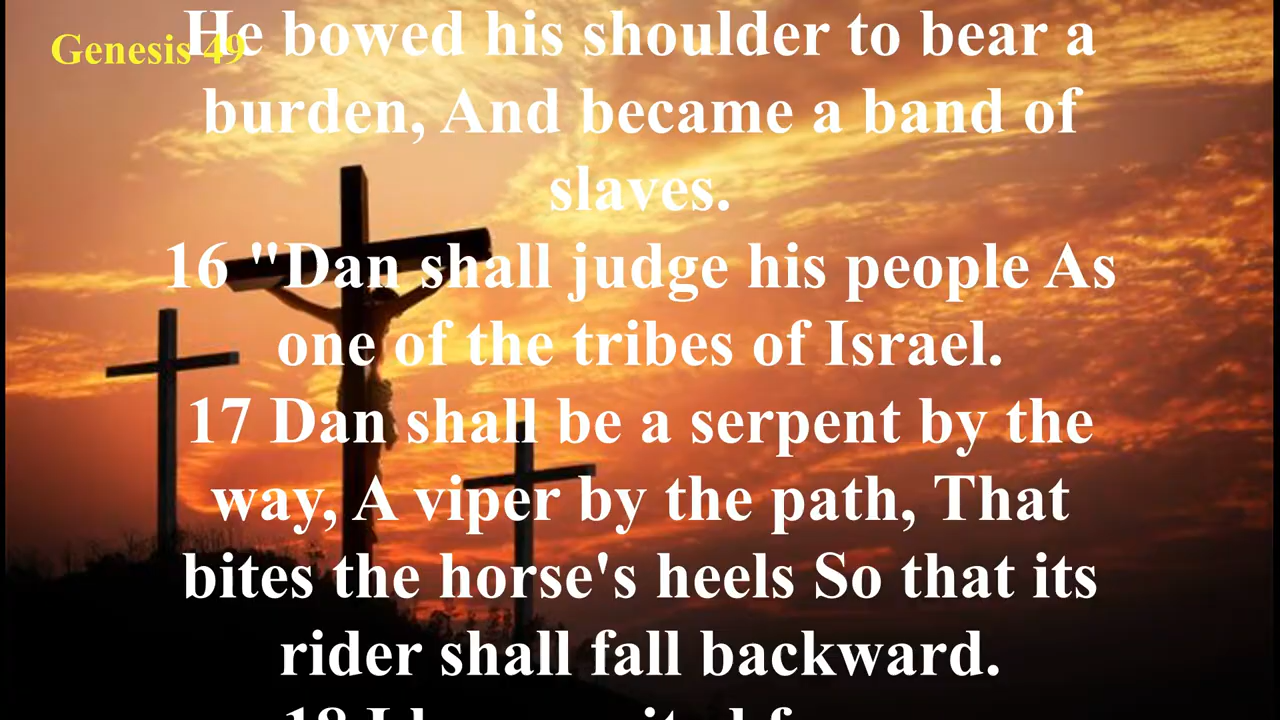 Genesis 49
He bowed his shoulder to bear a
burden, And became a band of
slaves.
16 "Dan shall judge his people As
one of the tribes of Israel.
17 Dan shall be a serpent by the
way, A viper by the path, That
bites the horse's heels So that its
rider shall fall backward.
18 I